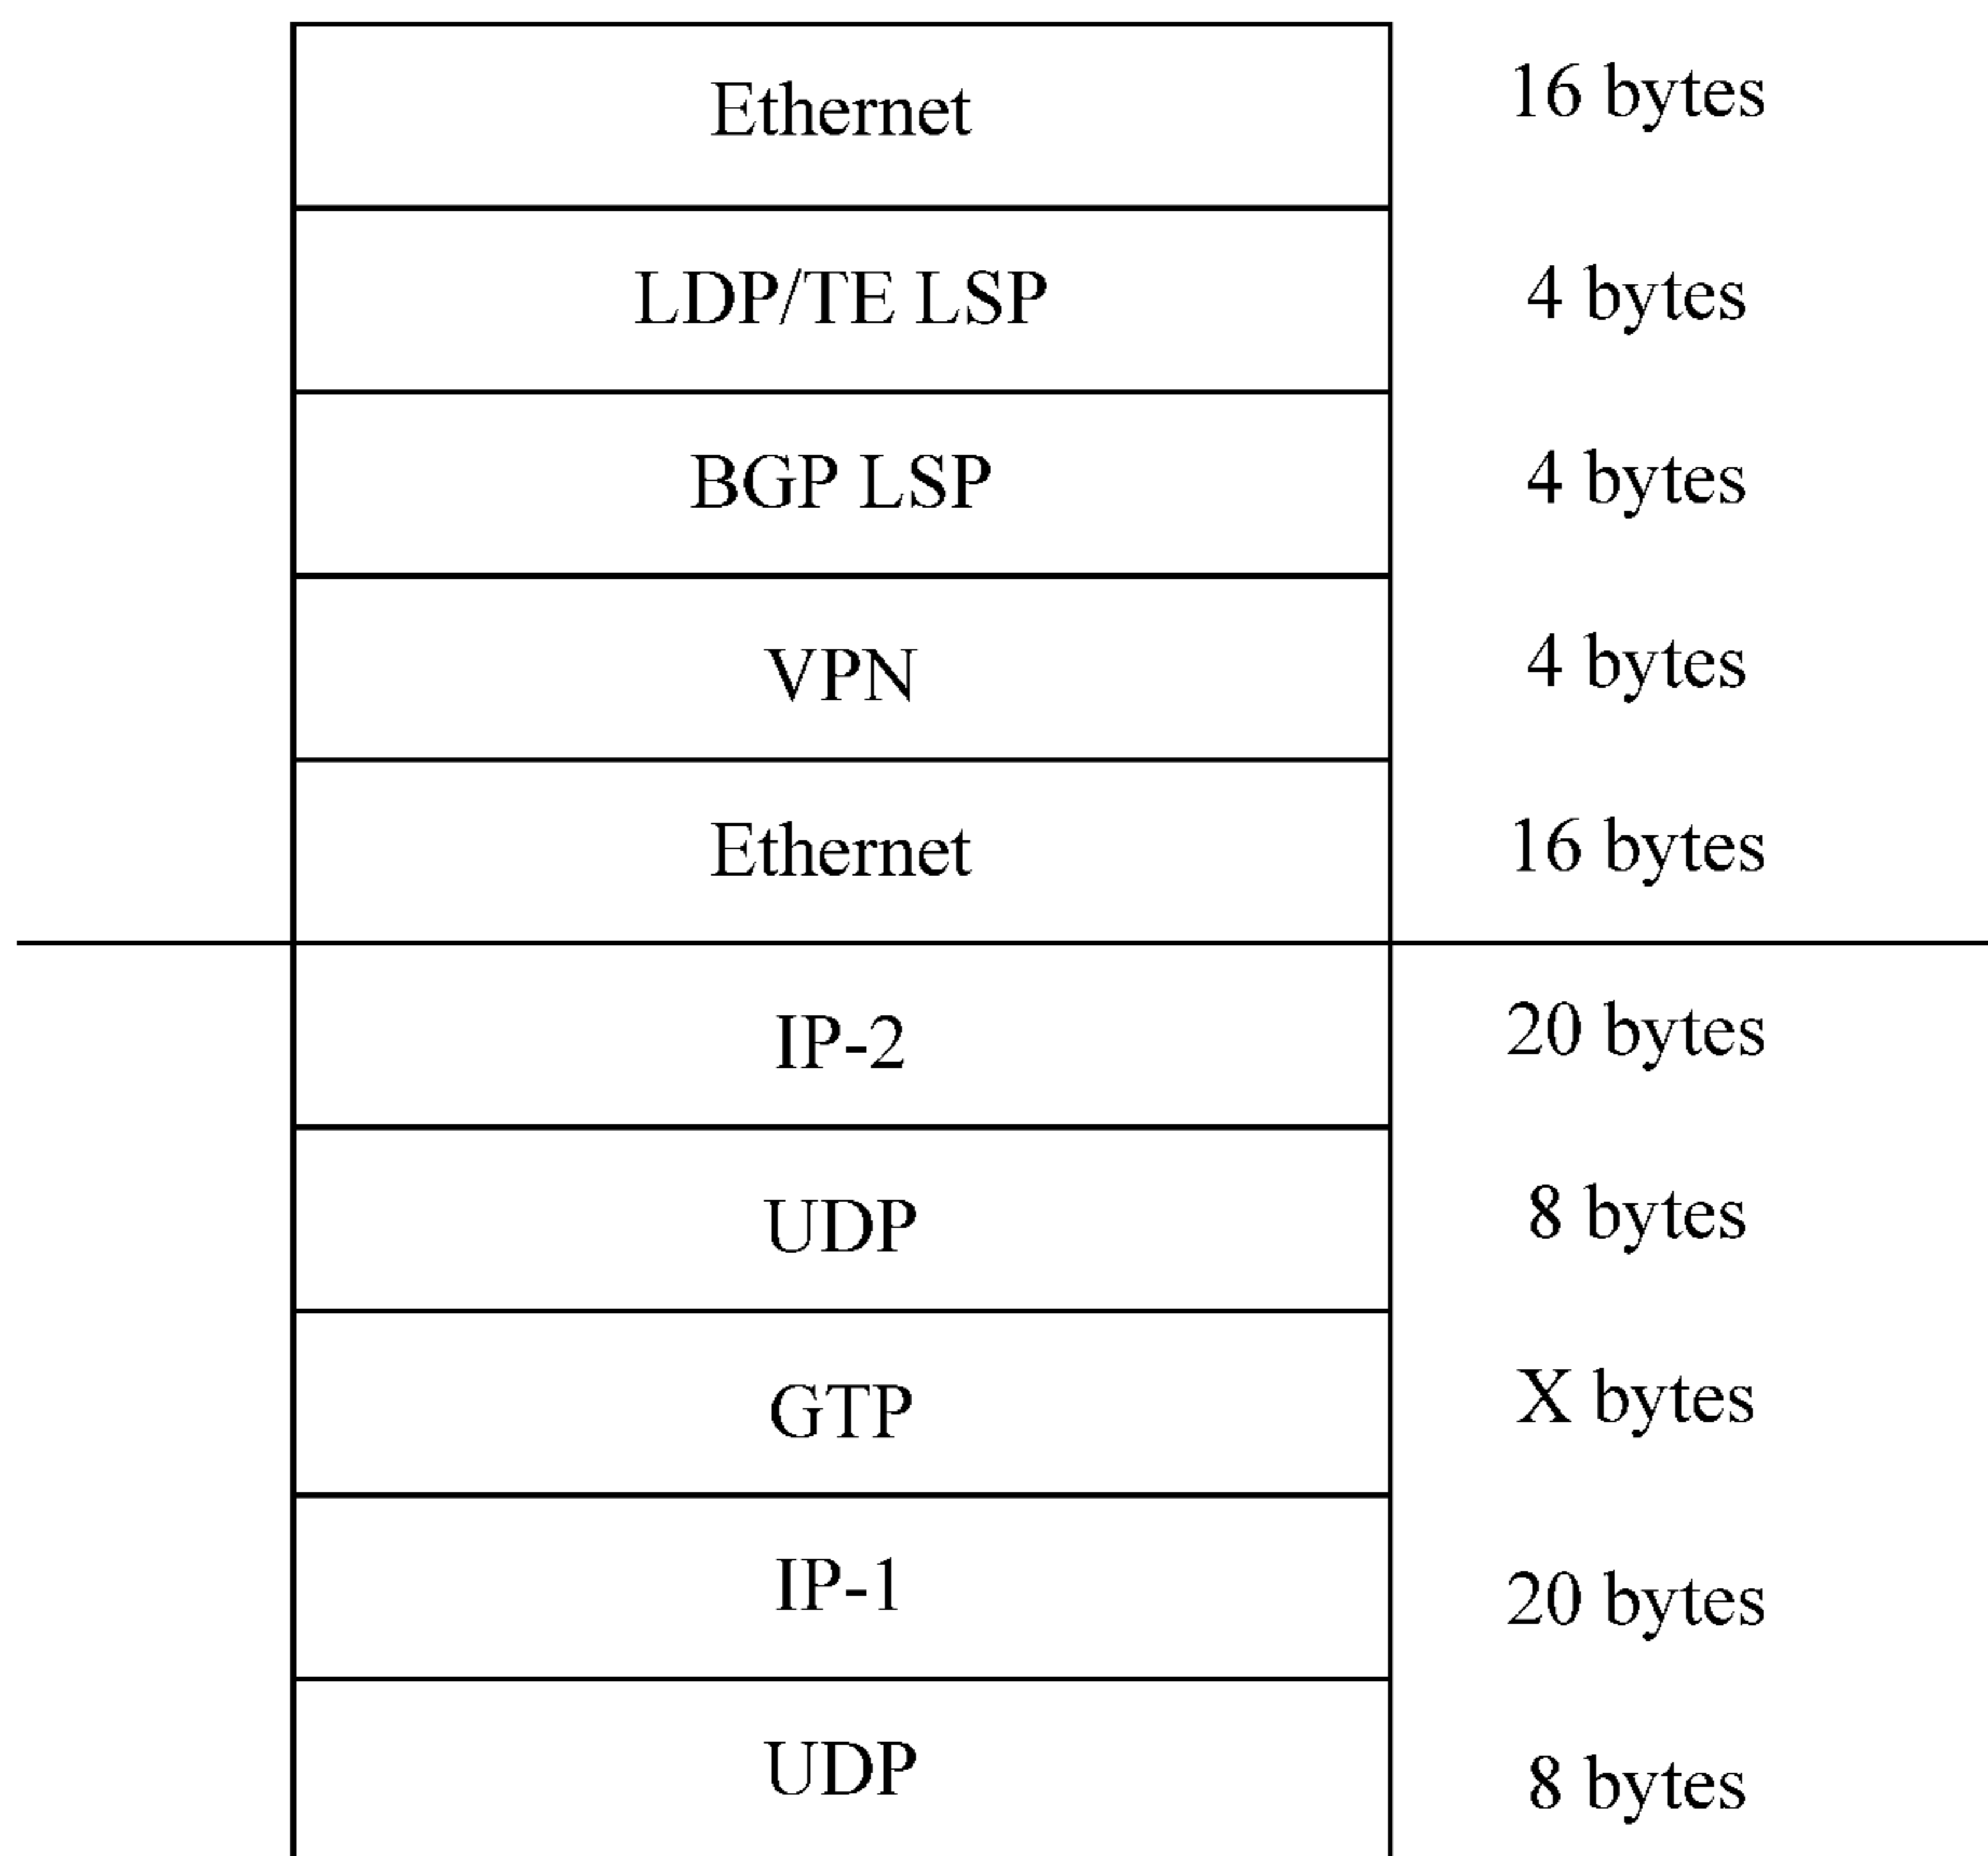 Ethernet 16 bytes
LDP/TE LSP 4 bytes
BGP LSP 4 bytes
VPN 4 bytes
Ethernet 16 bytes
IP-2 20 bytes
UDP 8 bytes
GTP X bytes
IP-1 20 bytes
UDP 8 bytes